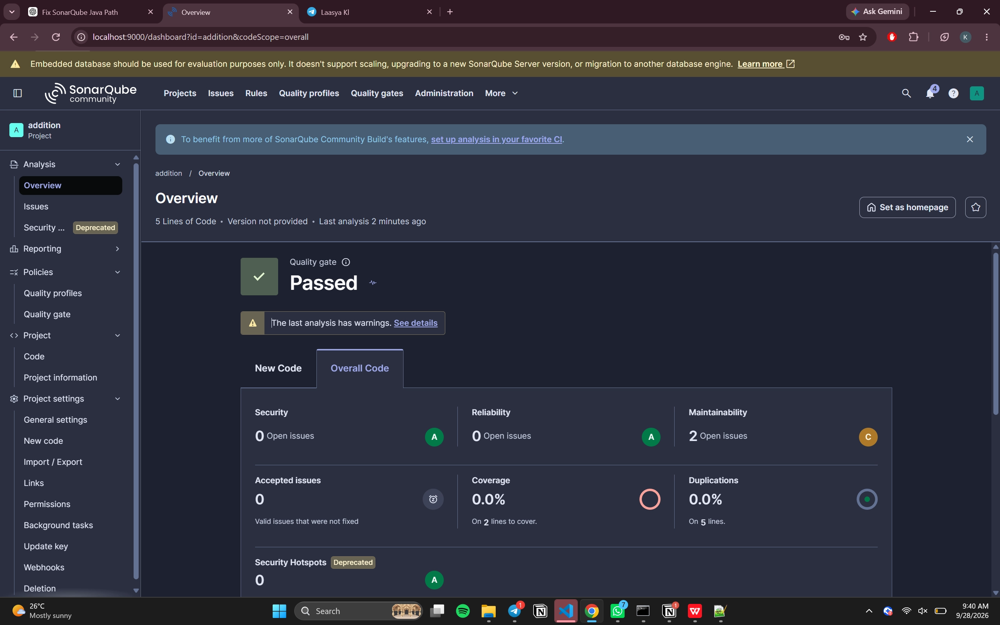 Fix SonarQube Java Path
Overview
Laasya Kl
Ask Gemini
localhost:9000/dashboard?id=addition&codeScope=overall
K
Embedded database should be used for evaluation purposes only. It doesn't support scaling, upgrading to a new SonarQube Server version, or migration to another database engine. Learn more
SonarQube
community
Projects
Issues
Rules
Quality profiles
Quality gates
Administration
More
4
?
A
A
addition
Project
Analysis
Overview
Issues
Security ... Deprecated
Reporting
Policies
Quality profiles
Quality gate
Project
Code
Project information
Project settings
General settings
New code
Import / Export
Links
Permissions
Background tasks
Update key
Webhooks
Deletion
To benefit from more of SonarQube Community Build's features, set up analysis in your favorite CI.
addition / Overview
Overview
5 Lines of Code • Version not provided • Last analysis 2 minutes ago
Set as homepage
Quality gate
Passed
The last analysis has warnings. See details
New Code
Overall Code
Security
0 Open issues
A
Reliability
0 Open issues
A
Maintainability
2 Open issues
C
Accepted issues
0
Valid issues that were not fixed
Coverage
0.0%
On 2 lines to cover.
Duplications
0.0%
On 5 lines.
Security Hotspots Deprecated
0
A
26°C
Mostly sunny
Search
1
7
1
9:40 AM
9/28/2026